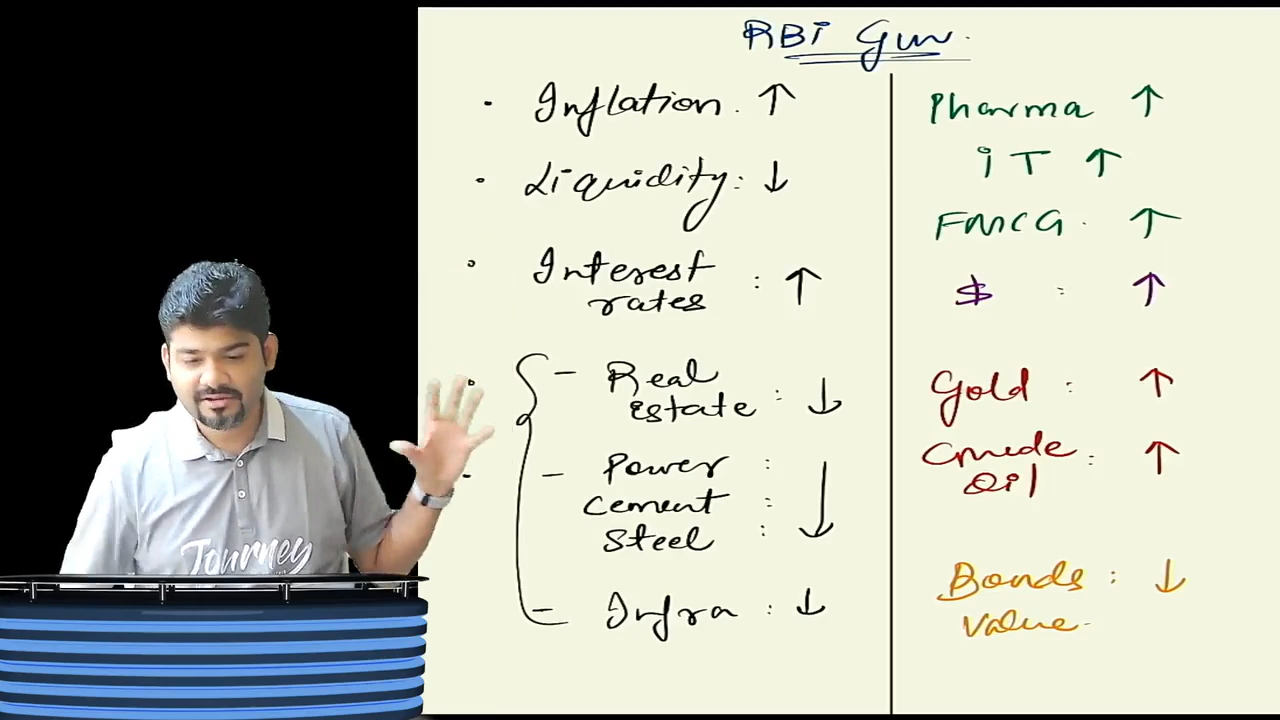 RBi Gun.
• Inflation. ↑
• Liquidity: ↓
• Interest
rates : ↑
- Real
Estate : ↓
- Power :
Cement :
Steel : ↓
- Infra : ↓
Pharma ↑
iT ↑
FMCG. ↑
$ : ↑
Gold : ↑
Crude
Oil : ↑
Bonds : ↓
Value.
Journey